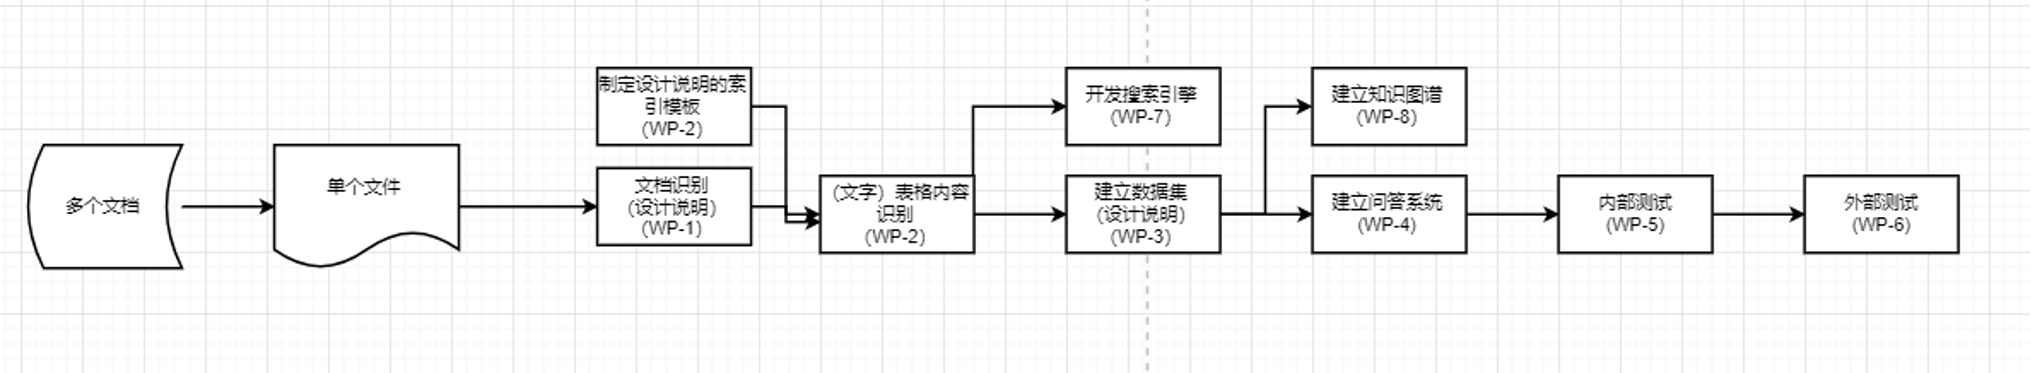 多个文档
单个文件
制定设计说明的索
引模板
(WP-2)
文档识别
(设计说明)
(WP-1)
(文字）表格内容
识别
(WP-2)
开发搜索引擎
(WP-7)
建立数据集
(设计说明)
(WP-3)
建立知识图谱
(WP-8)
建立问答系统
(WP-4)
内部测试
(WP-5)
外部测试
(WP-6)